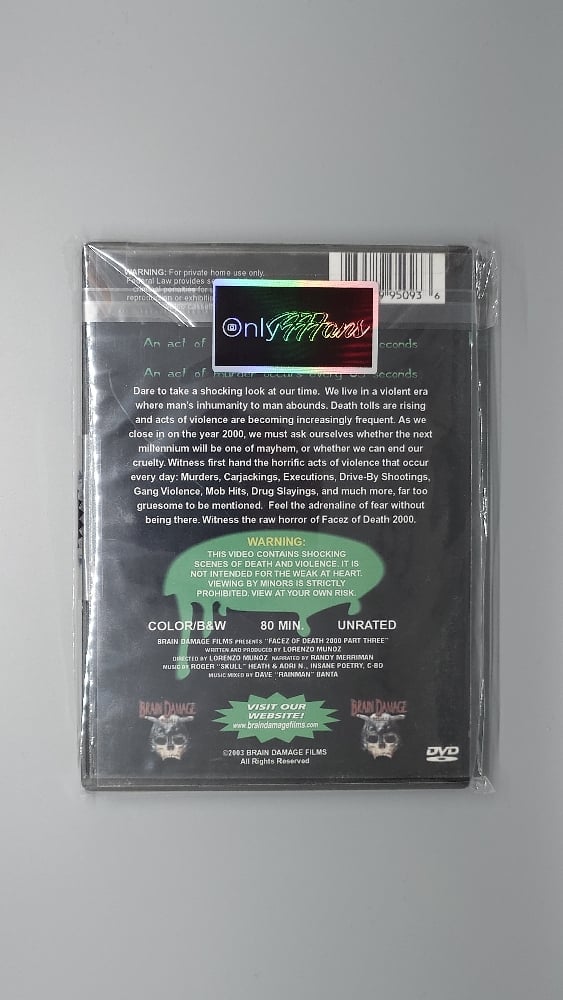 WARNING: For private home use only.
Federal Law provides
penalties for
reproduction or
95093 6
Only
An act of seconds
An act of murder occurs every seconds
Dare to take a shocking look at our time. We live in a violent era
where man's inhumanity to man abounds. Death tolls are rising
and acts of violence are becoming increasingly frequent. As we
close in on the year 2000, we must ask ourselves whether the next
millennium will be one of mayhem, or whether we can end our
cruelty. Witness first hand the horrific acts of violence that occur
every day: Murders, Carjackings, Executions, Drive-By Shootings,
Gang Violence, Mob Hits, Drug Slayings, and much more, far too
gruesome to be mentioned. Feel the adrenaline of fear without
being there. Witness the raw horror of Facez of Death 2000.
WARNING:
THIS VIDEO CONTAINS SHOCKING
SCENES OF DEATH AND VIOLENCE. IT IS
NOT INTENDED FOR THE WEAK AT HEART.
VIEWING BY MINORS IS STRICTLY
PROHIBITED. VIEW AT YOUR OWN RISK.
COLOR/B&W 80 MIN. UNRATED
BRAIN DAMAGE FILMS PRESENTS "FACEZ OF DEATH 2000 PART THREE"
WRITTEN AND PRODUCED BY LORENZO MUNOZ
DIRECTED BY LORENZO MUNOZ NARRATED BY RANDY MERRIMAN
MUSIC BY ROGER "SKULL" HEATH & ADRI N., INSANE POETRY, C-BO
MUSIC MIXED BY DAVE "RAINMAN" BANTA
BRAIN DAMAGE
VISIT OUR
WEBSITE!
www.braindamagefilms.com
BRAIN DAMAGE
©2003 BRAIN DAMAGE FILMS
All Rights Reserved
DVD